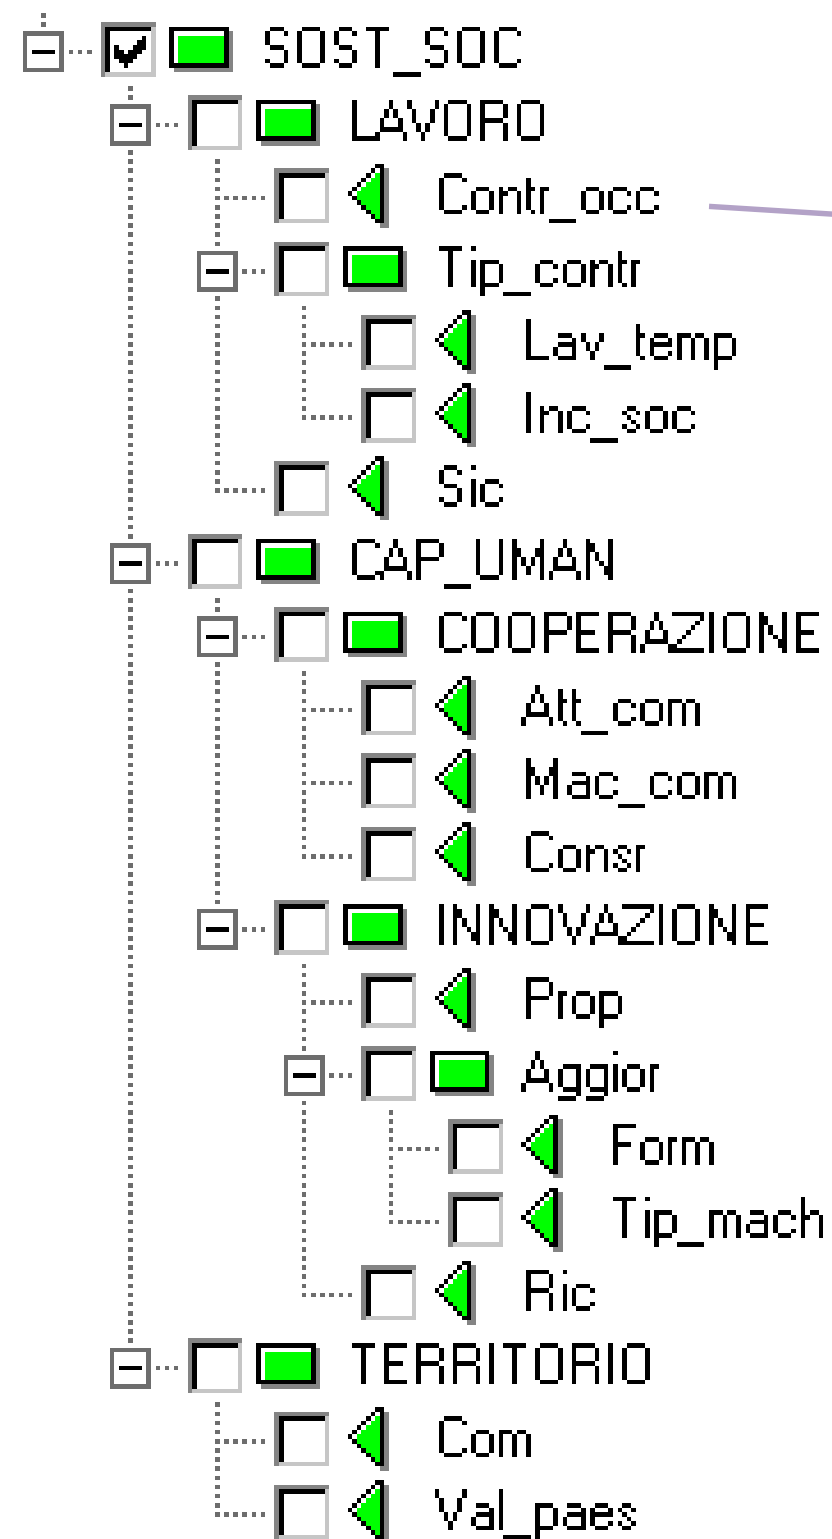 SOST_SOC
LAVORO
Contr_occ
Tip_contr
Lav_temp
Inc_soc
Sic
CAP_UMAN
COOPERAZIONE
Att_com
Mac_com
Consr
INNOVAZIONE
Prop
Aggior
Form
Tip_mach
Ric
TERRITORIO
Com
Val_paes